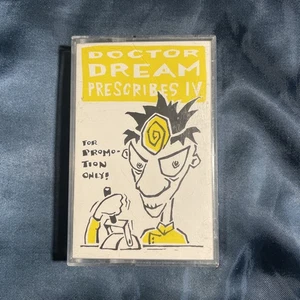 DOCTOR
DREAM
PRESCRIBES IV
FOR
PROMO-
TION
ONLY!